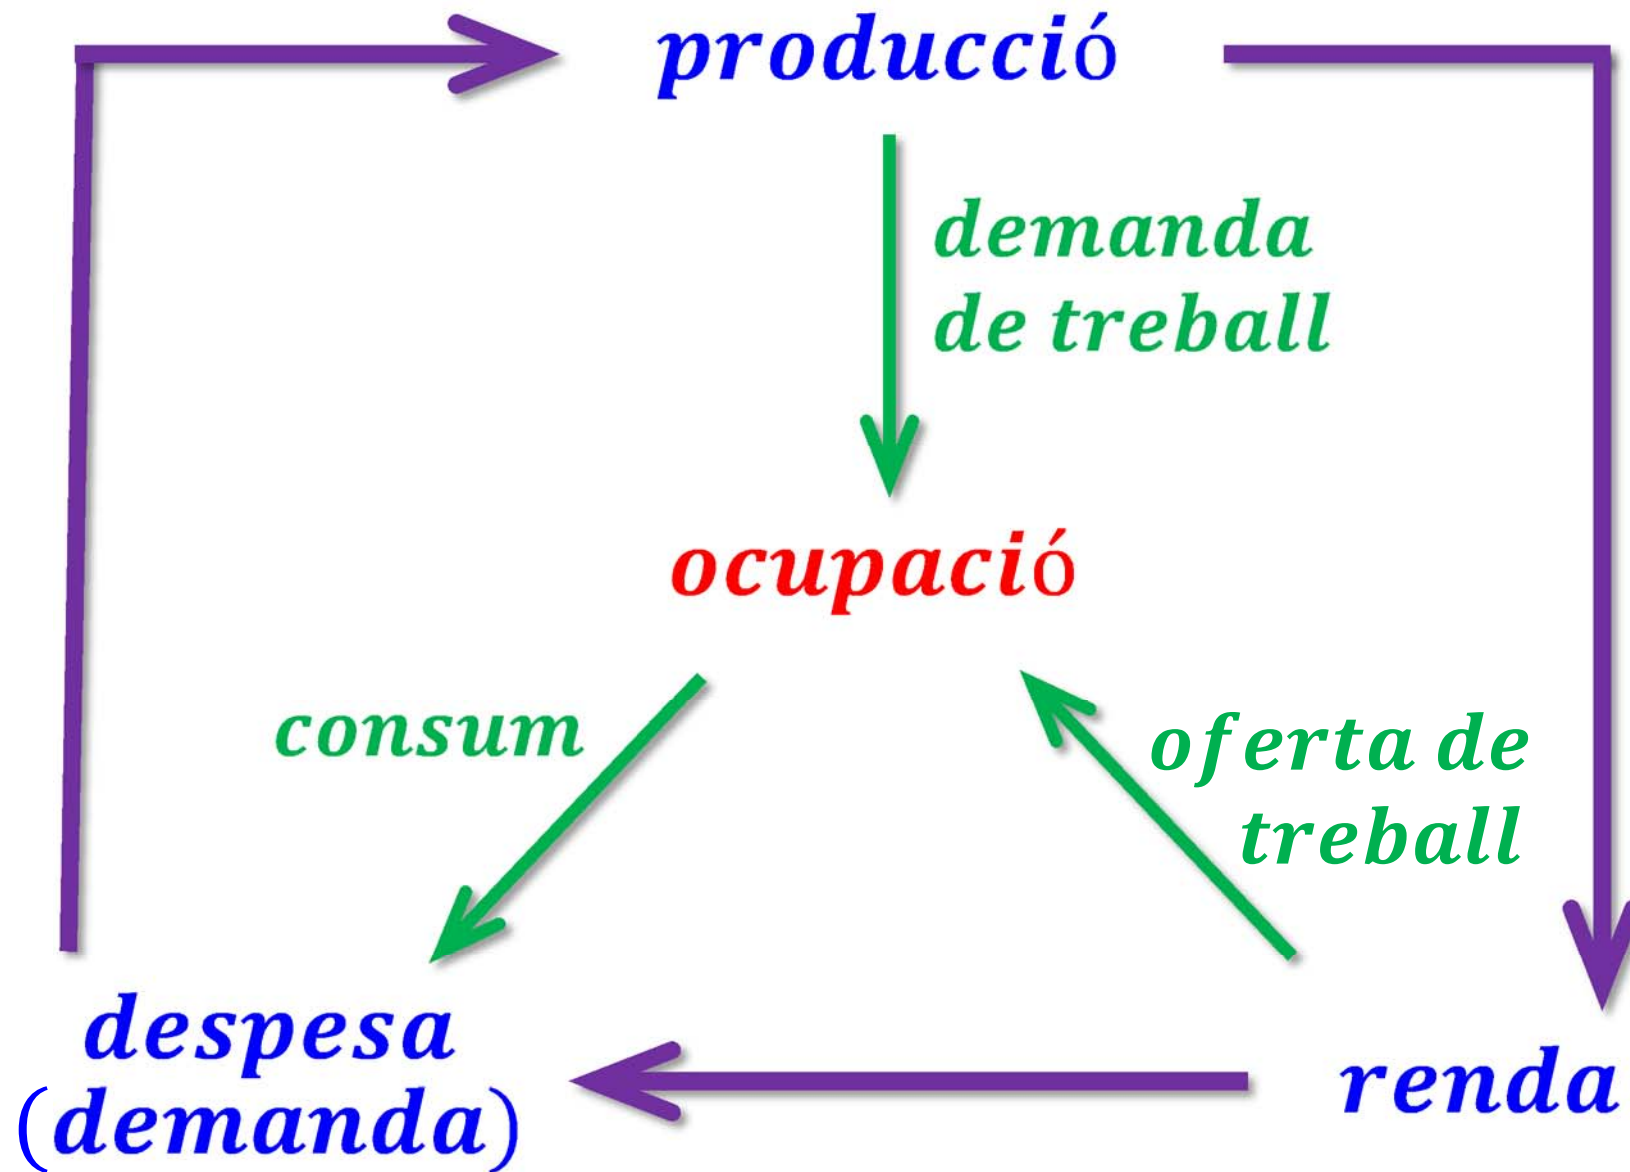 producció
demanda
de treball
ocupació
consum
oferta de
treball
despesa
(demanda)
renda